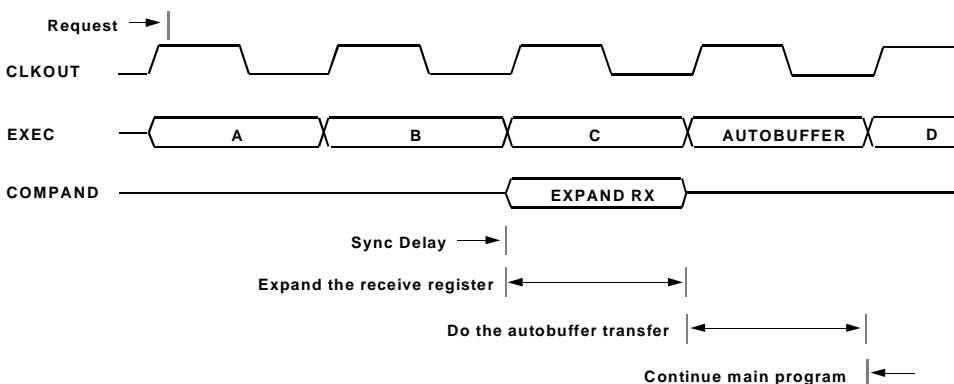 Request
CLKOUT
EXEC A B C AUTOBUFFER D
COMPAND EXPAND RX
Sync Delay
Expand the receive register
Do the autobuffer transfer
Continue main program